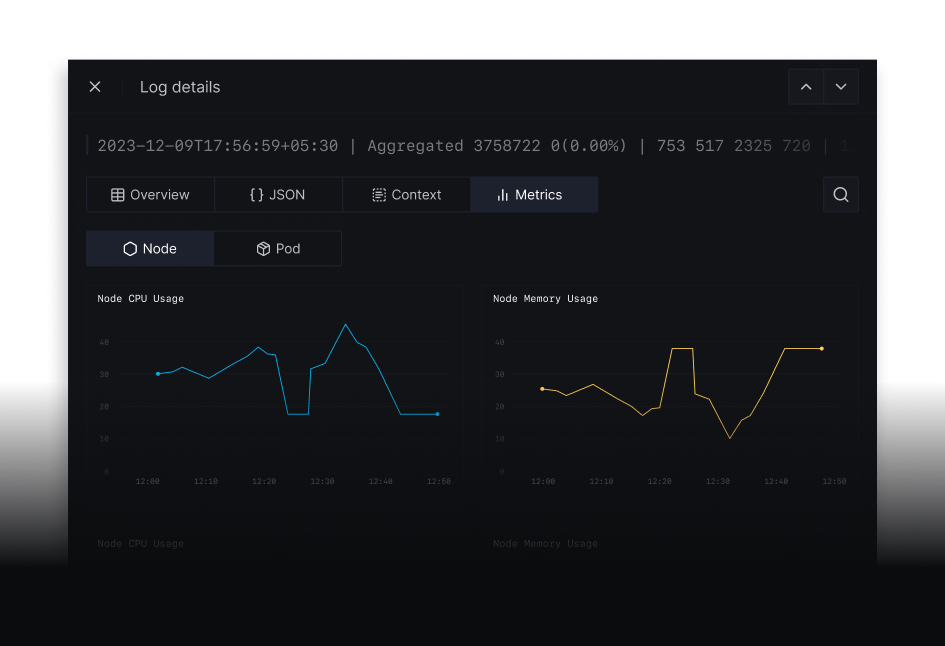 Log details
2023-12-09T17:56:59+05:30 | Aggregated 3758722 0(0.00%) | 753 517 2325 720 |
Overview { } JSON Context Metrics
Node Pod
Node CPU Usage Node Memory Usage
40 40
30 30
20 20
10 10
0 0
12:00 12:10 12:20 12:30 12:40 12:50 12:00 12:10 12:20 12:30 12:40 12:50
Node CPU Usage Node Memory Usage